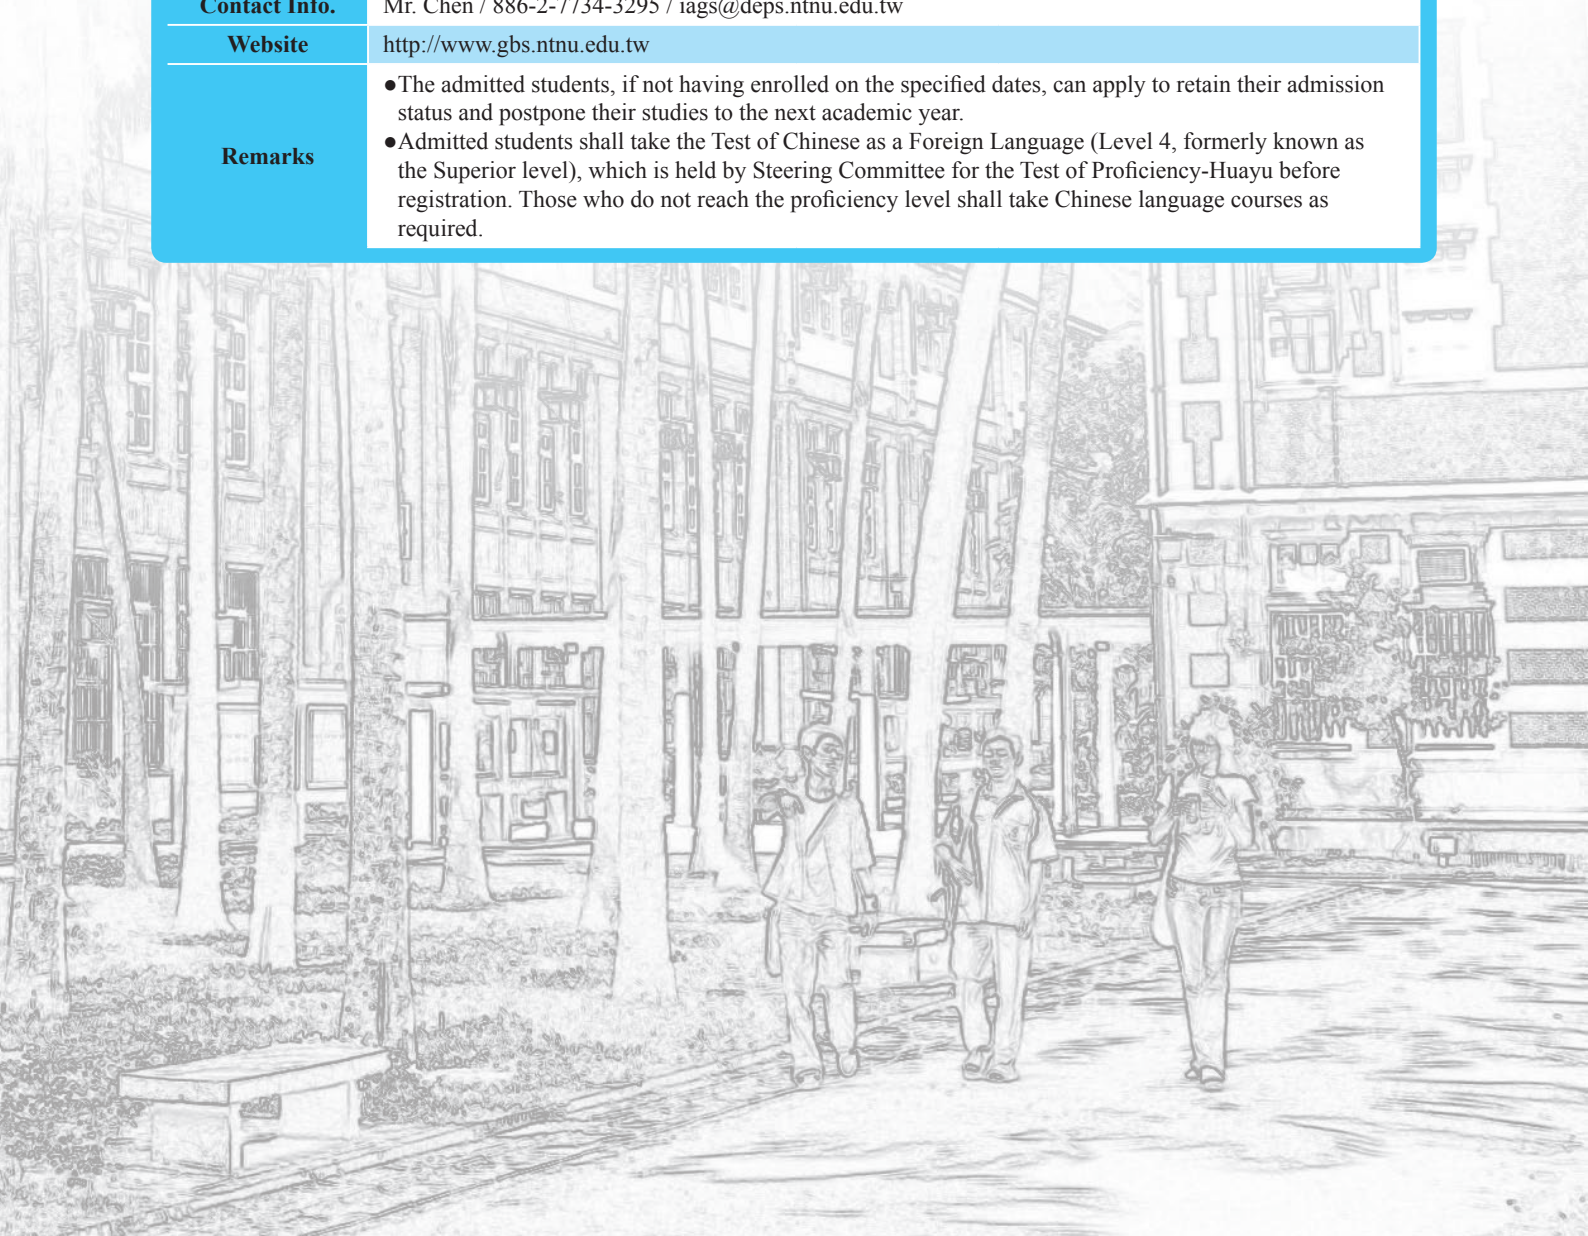 Contact Info. Mr. Chen / 886-2-7734-3295 / iags@deps.ntnu.edu.tw
Website http://www.gbs.ntnu.edu.tw
Remarks
●The admitted students, if not having enrolled on the specified dates, can apply to retain their admission
status and postpone their studies to the next academic year.
●Admitted students shall take the Test of Chinese as a Foreign Language (Level 4, formerly known as
the Superior level), which is held by Steering Committee for the Test of Proficiency-Huayu before
registration. Those who do not reach the proficiency level shall take Chinese language courses as
required.